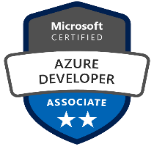 Microsoft
CERTIFIED
AZURE
DEVELOPER
ASSOCIATE